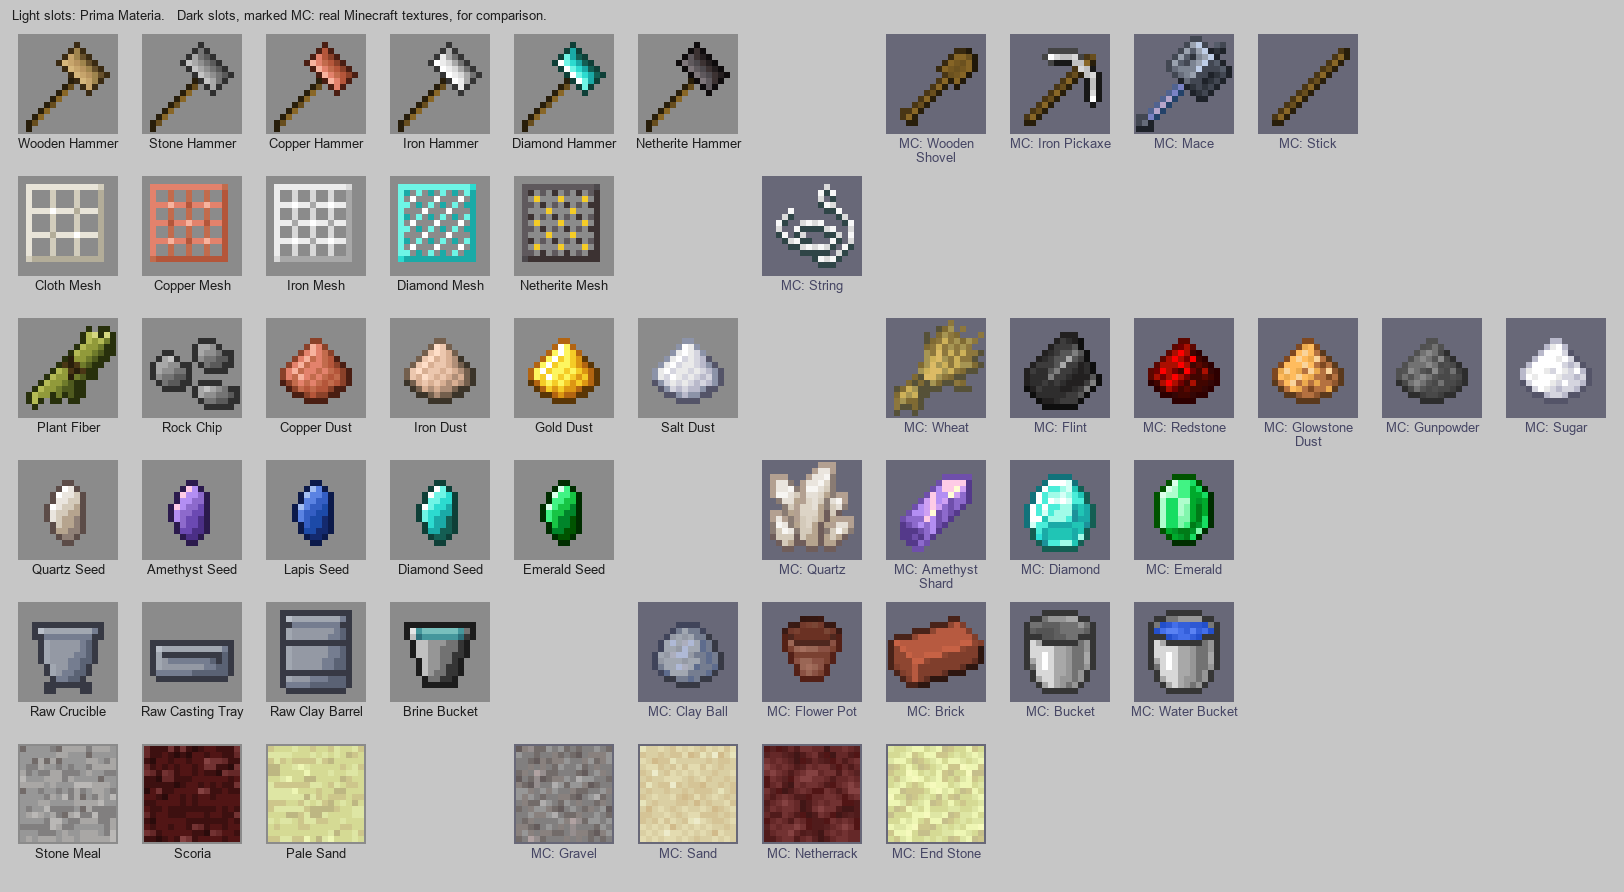 Light slots: Prima Materia. Dark slots, marked MC: real Minecraft textures, for comparison.
Wooden Hammer Stone Hammer Copper Hammer Iron Hammer Diamond Hammer Netherite Hammer MC: Wooden Shovel MC: Iron Pickaxe MC: Mace MC: Stick
Cloth Mesh Copper Mesh Iron Mesh Diamond Mesh Netherite Mesh MC: String
Plant Fiber Rock Chip Copper Dust Iron Dust Gold Dust Salt Dust MC: Wheat MC: Flint MC: Redstone MC: Glowstone Dust MC: Gunpowder MC: Sugar
Quartz Seed Amethyst Seed Lapis Seed Diamond Seed Emerald Seed MC: Quartz MC: Amethyst Shard MC: Diamond MC: Emerald
Raw Crucible Raw Casting Tray Raw Clay Barrel Brine Bucket MC: Clay Ball MC: Flower Pot MC: Brick MC: Bucket MC: Water Bucket
Stone Meal Scoria Pale Sand MC: Gravel MC: Sand MC: Netherrack MC: End Stone